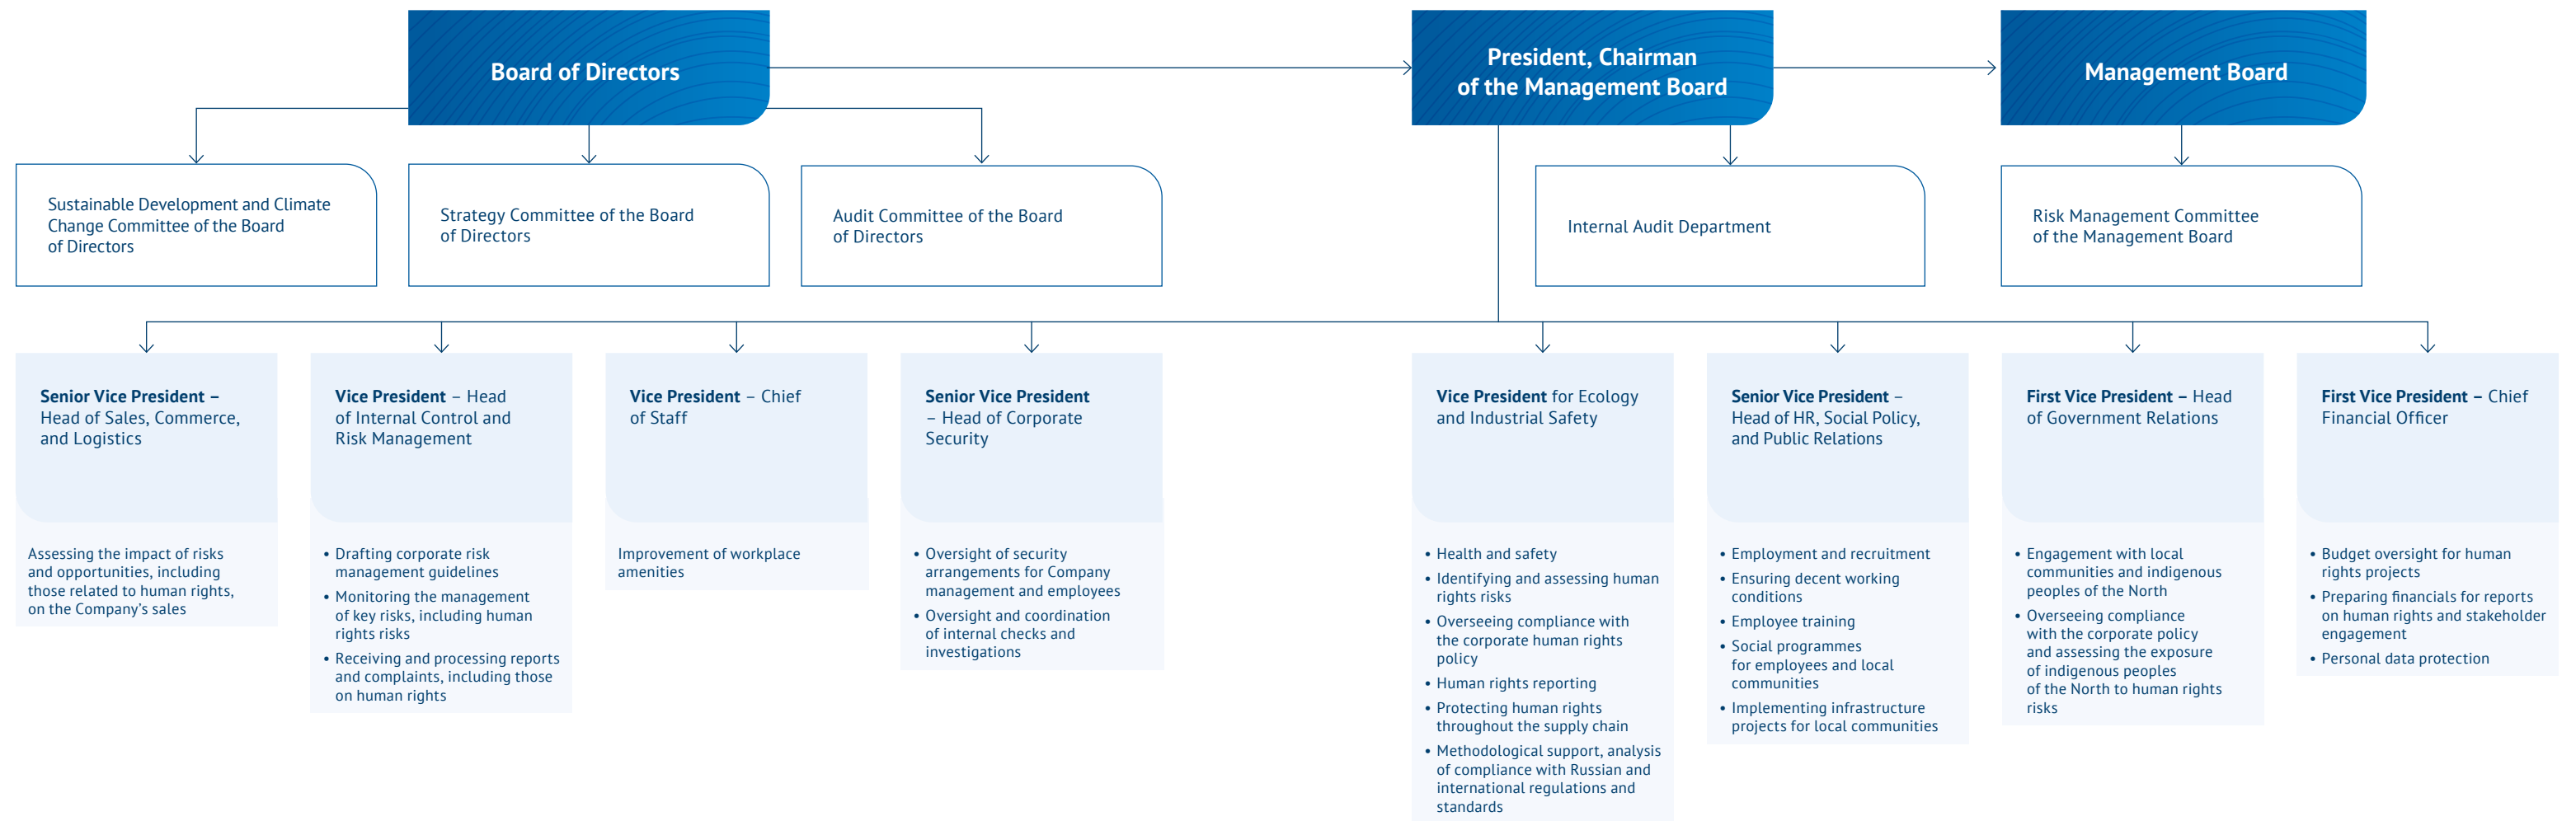 Board of Directors
President, Chairman
of the Management Board
Management Board
Sustainable Development and Climate
Change Committee of the Board
of Directors
Strategy Committee of the Board
of Directors
Audit Committee of the Board
of Directors
Internal Audit Department
Risk Management Committee
of the Management Board
Senior Vice President –
Head of Sales, Commerce,
and Logistics
Assessing the impact of risks
and opportunities, including
those related to human rights,
on the Company's sales
Vice President – Head
of Internal Control and
Risk Management
• Drafting corporate risk
management guidelines
• Monitoring the management
of key risks, including human
rights risks
• Receiving and processing reports
and complaints, including those
on human rights
Vice President – Chief
of Staff
Improvement of workplace
amenities
Senior Vice President
– Head of Corporate
Security
• Oversight of security
arrangements for Company
management and employees
• Oversight and coordination
of internal checks and
investigations
Vice President for Ecology
and Industrial Safety
• Health and safety
• Identifying and assessing human
rights risks
• Overseeing compliance with
the corporate human rights
policy
• Human rights reporting
• Protecting human rights
throughout the supply chain
• Methodological support, analysis
of compliance with Russian and
international regulations and
standards
Senior Vice President –
Head of HR, Social Policy,
and Public Relations
• Employment and recruitment
• Ensuring decent working
conditions
• Employee training
• Social programmes
for employees and local
communities
• Implementing infrastructure
projects for local communities
First Vice President – Head
of Government Relations
• Engagement with local
communities and indigenous
peoples of the North
• Overseeing compliance
with the corporate policy
and assessing the exposure
of indigenous peoples
of the North to human rights
risks
First Vice President – Chief
Financial Officer
• Budget oversight for human
rights projects
• Preparing financials for reports
on human rights and stakeholder
engagement
• Personal data protection